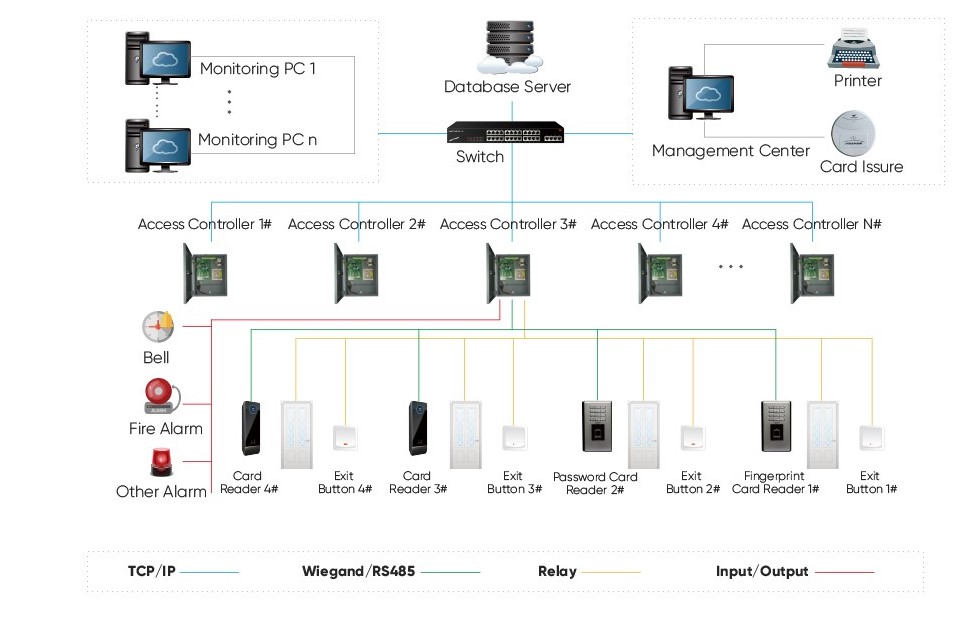 Monitoring PC 1
Monitoring PC n
Database Server
Switch
Printer
Management Center
Card Issure
Access Controller 1#
Access Controller 2#
Access Controller 3#
Access Controller 4#
Access Controller N#
Bell
Fire Alarm
Other Alarm
Card
Reader 4#
Exit
Button 4#
Card
Reader 3#
Exit
Button 3#
Password Card
Reader 2#
Exit
Button 2#
Fingerprint
Card Reader 1#
Exit
Button 1#
TCP/IP
Wiegand/RS485
Relay
Input/Output